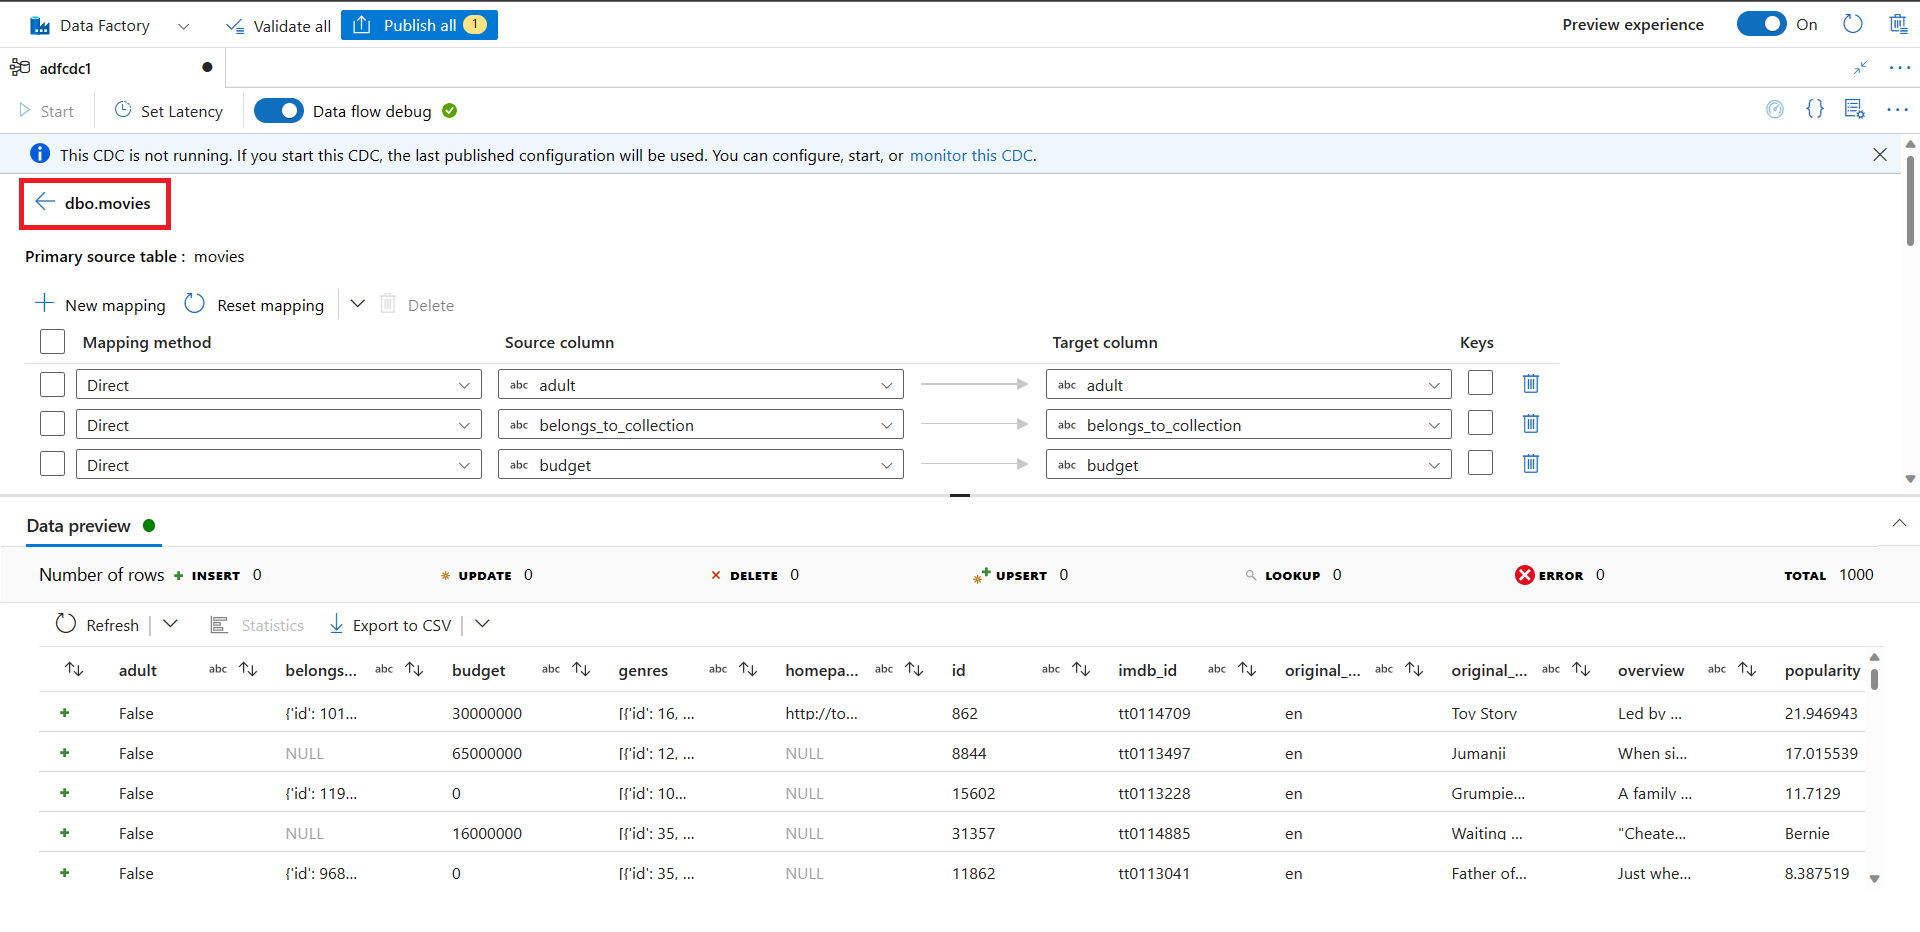 Data Factory Validate all Publish all 1 Preview experience On
adfcdc1
Start Set Latency Data flow debug
This CDC is not running. If you start this CDC, the last published configuration will be used. You can configure, start, or monitor this CDC.
dbo.movies
Primary source table : movies
New mapping Reset mapping Delete
Mapping method Source column Target column Keys
Direct abc adult abc adult
Direct abc belongs_to_collection abc belongs_to_collection
Direct abc budget abc budget
Data preview
Number of rows INSERT 0 UPDATE 0 DELETE 0 UPSERT 0 LOOKUP 0 ERROR 0 TOTAL 1000
Refresh Statistics Export to CSV
adult abc belongs... abc budget abc genres abc homepa... abc id abc imdb_id abc original_... abc original_... abc overview abc popularity
False {'id': 101... 30000000 [{'id': 16, ... http://to... 862 tt0114709 en Toy Story Led by ... 21.946943
False NULL 65000000 [{'id': 12, ... NULL 8844 tt0113497 en Jumanji When si... 17.015539
False {'id': 119... 0 [{'id': 10... NULL 15602 tt0113228 en Grumpie... A family ... 11.7129
False NULL 16000000 [{'id': 35, ... NULL 31357 tt0114885 en Waiting ... "Cheate... Bernie
False {'id': 968... 0 [{'id': 35, ... NULL 11862 tt0113041 en Father of... Just whe... 8.387519